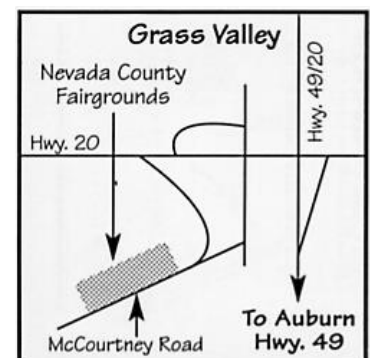 Grass Valley
Nevada County
Fairgrounds
Hwy. 49/20
Hwy. 20
To Auburn
Hwy. 49
McCourtney Road